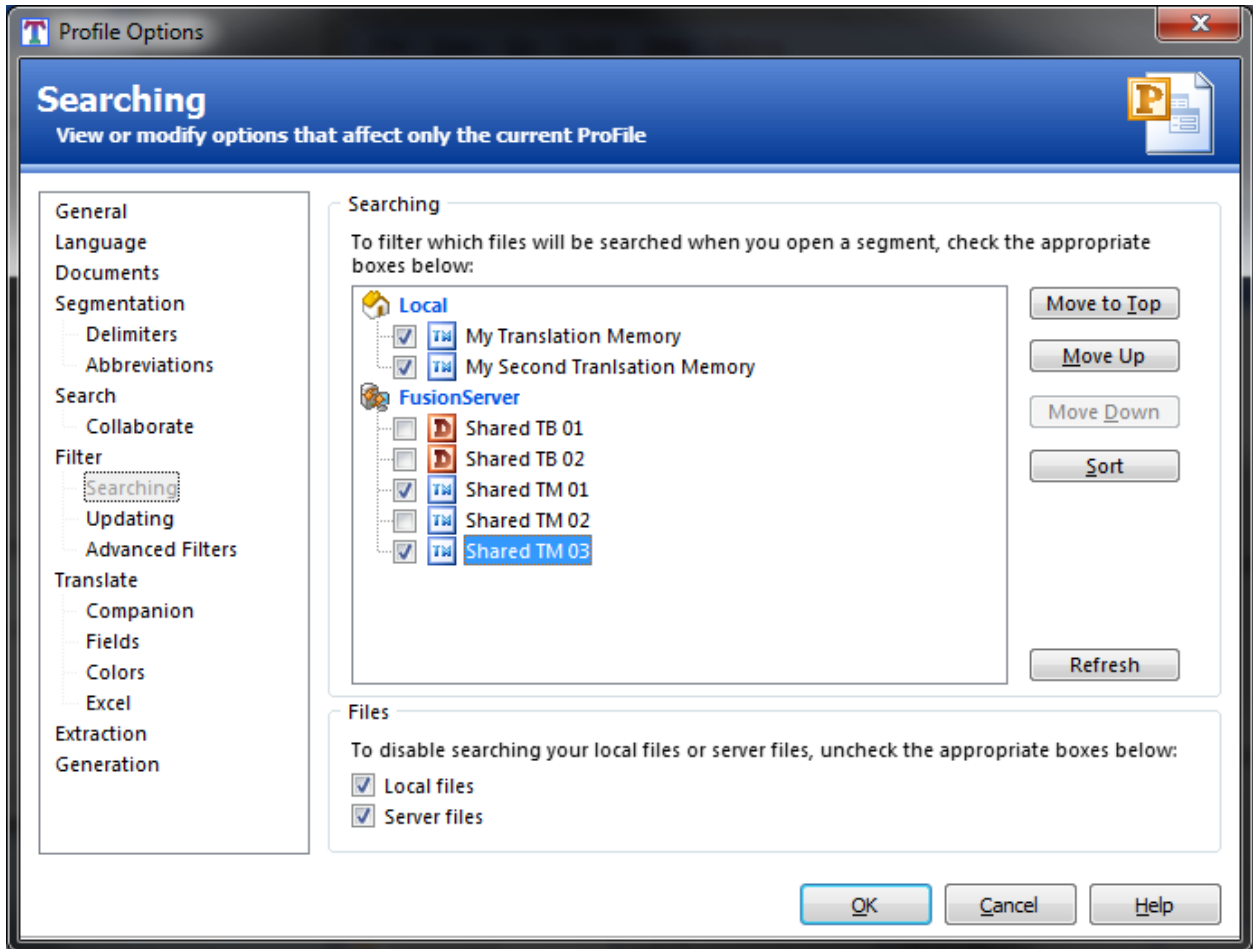 Profile Options
Searching
View or modify options that affect only the current ProFile
P
General
Language
Documents
Segmentation
Delimiters
Abbreviations
Search
Collaborate
Filter
Searching
Updating
Advanced Filters
Translate
Companion
Fields
Colors
Excel
Extraction
Generation
Searching
To filter which files will be searched when you open a segment, check the appropriate
boxes below:
Local
TM My Translation Memory
TM My Second Tranlsation Memory
FusionServer
D Shared TB 01
D Shared TB 02
TM Shared TM 01
TM Shared TM 02
TM Shared TM 03
Move to Top
Move Up
Move Down
Sort
Refresh
Files
To disable searching your local files or server files, uncheck the appropriate boxes below:
Local files
Server files
OK
Cancel
Help